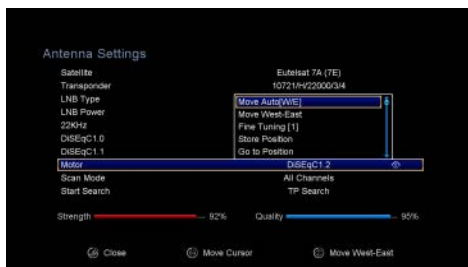 Antenna Settings
Satellite Eutelsat 7A (7E)
Transponder 10721/H/22000/3/4
LNB Type
LNB Power Move Auto[W/E]
22KHz Move West-East
DiSEqC1.0 Fine Tuning [1]
DiSEqC1.1 Store Position
Go to Position
Motor DiSEqC1.2
Scan Mode All Channels
Start Search TP Search
Strength 92% Quality 95%
Close Move Cursor Move West-East